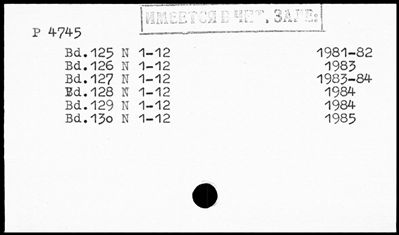 ИМЕЕТСЯ В ЧИТ. ЗАЛЕ:
P 4745
Bd.125 N 1-12 1981-82
Bd.126 N 1-12 1983
Bd.127 N 1-12 1983-84
Bd.128 N 1-12 1984
Bd.129 N 1-12 1984
Bd.130 N 1-12 1985